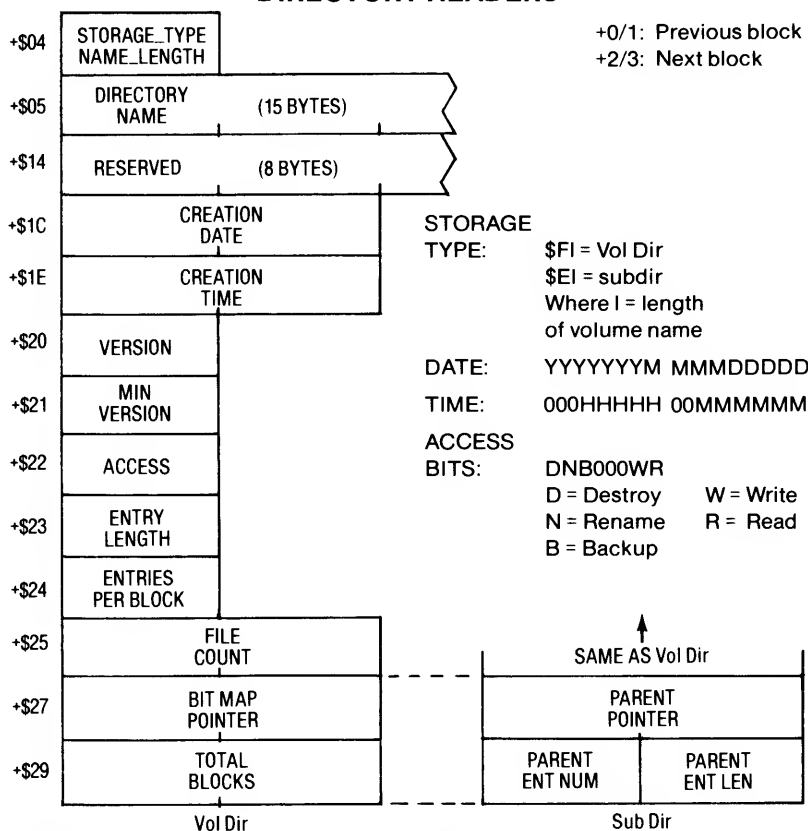 +0/1: Previous block
+2/3: Next block
+$04 STORAGE_TYPE
NAME_LENGTH
+$05 DIRECTORY
NAME (15 BYTES)
+$14 RESERVED (8 BYTES)
+$1C CREATION
DATE
+$1E CREATION
TIME
+$20 VERSION
+$21 MIN
VERSION
+$22 ACCESS
+$23 ENTRY
LENGTH
+$24 ENTRIES
PER BLOCK
+$25 FILE
COUNT
+$27 BIT MAP
POINTER
+$29 TOTAL
BLOCKS
Vol Dir
STORAGE
TYPE: $Fl = Vol Dir
$El = subdir
Where l = length
of volume name
DATE: YYYYYYYM MMMDDDDD
TIME: 000HHHHH 00MMMMMM
ACCESS
BITS: DNB000WR
D = Destroy W = Write
N = Rename R = Read
B = Backup
SAME AS Vol Dir
PARENT
POINTER
PARENT
ENT NUM
PARENT
ENT LEN
Sub Dir